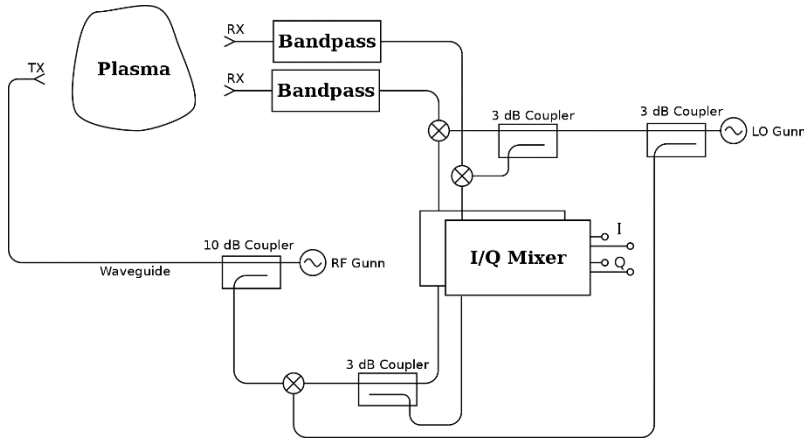 RX
Bandpass
TX
Plasma
RX
Bandpass
3 dB Coupler
3 dB Coupler
LO Gunn
I
10 dB Coupler
I/Q Mixer
Q
RF Gunn
Waveguide
3 dB Coupler